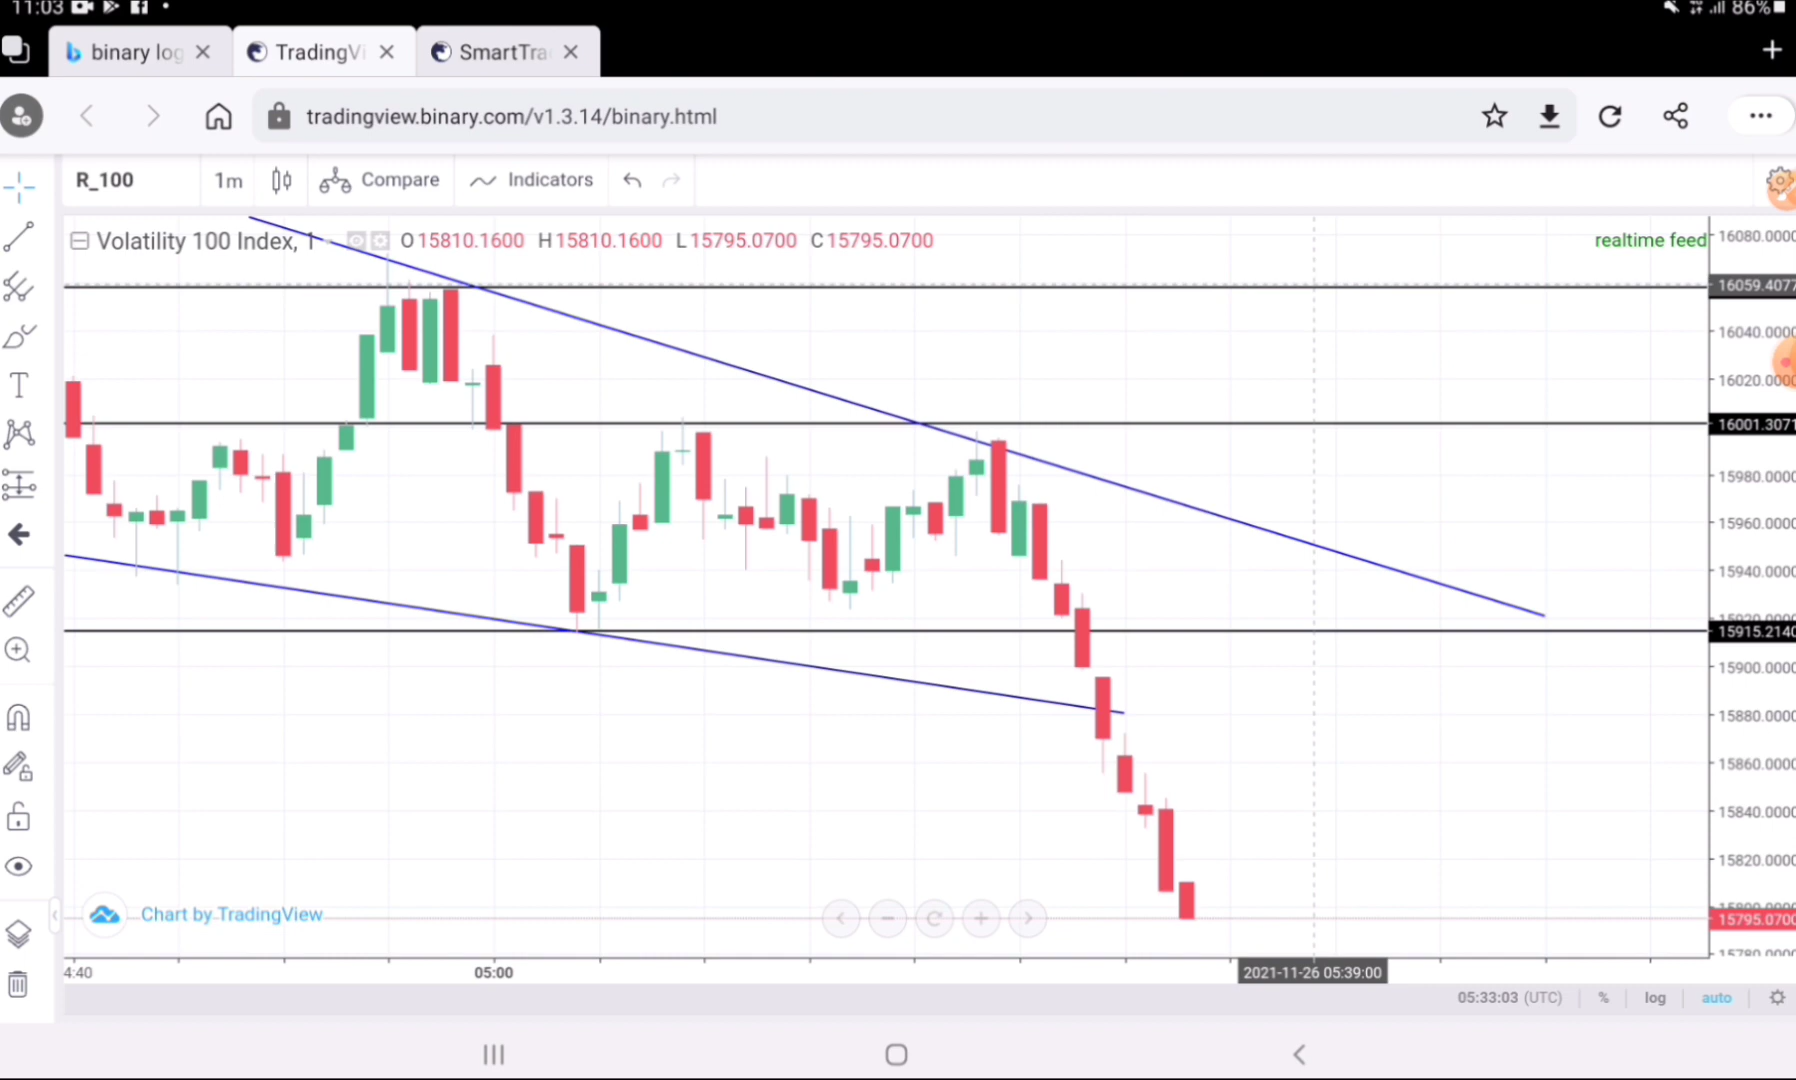 11:03
86%
binary log
TradingVi
SmartTra
tradingview.binary.com/v1.3.14/binary.html
R_100 1m Compare Indicators
Volatility 100 Index, 1 O15810.1600 H15810.1600 L15795.0700 C15795.0700
realtime feed
16080.0000
16059.4077
16040.0000
16020.0000
16001.3071
15980.0000
15960.0000
15940.0000
15915.2140
15900.0000
15880.0000
15860.0000
15840.0000
15820.0000
15795.0700
Chart by TradingView
4:40 05:00 2021-11-26 05:39:00
05:33:03 (UTC) % log auto